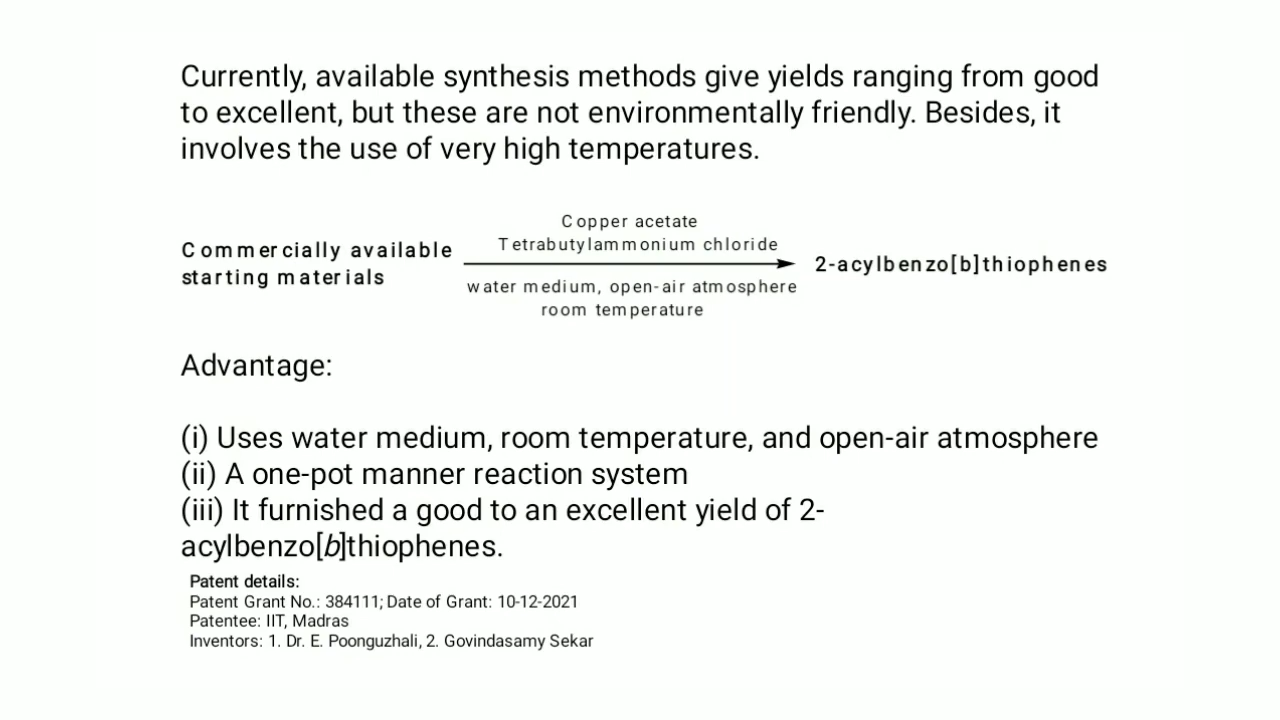 Currently, available synthesis methods give yields ranging from good
to excellent, but these are not environmentally friendly. Besides, it
involves the use of very high temperatures.
Commercially available
starting materials
Copper acetate
Tetrabutylammonium chloride
water medium, open-air atmosphere
room temperature
2-acylbenzo[b]thiophenes
Advantage:
(i) Uses water medium, room temperature, and open-air atmosphere
(ii) A one-pot manner reaction system
(iii) It furnished a good to an excellent yield of 2-
acylbenzo[b]thiophenes.
Patent details:
Patent Grant No.: 384111; Date of Grant: 10-12-2021
Patentee: IIT, Madras
Inventors: 1. Dr. E. Poonguzhali, 2. Govindasamy Sekar